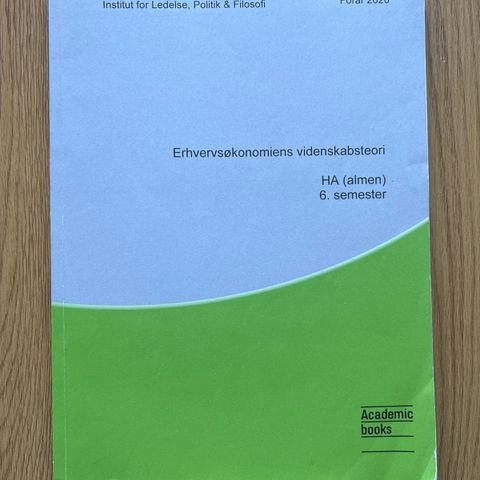 Institut for Ledelse, Politik & Filosofi
Forår 2020
Erhvervsøkonomiens videnskabsteori
HA (almen)
6. semester
Academic
books